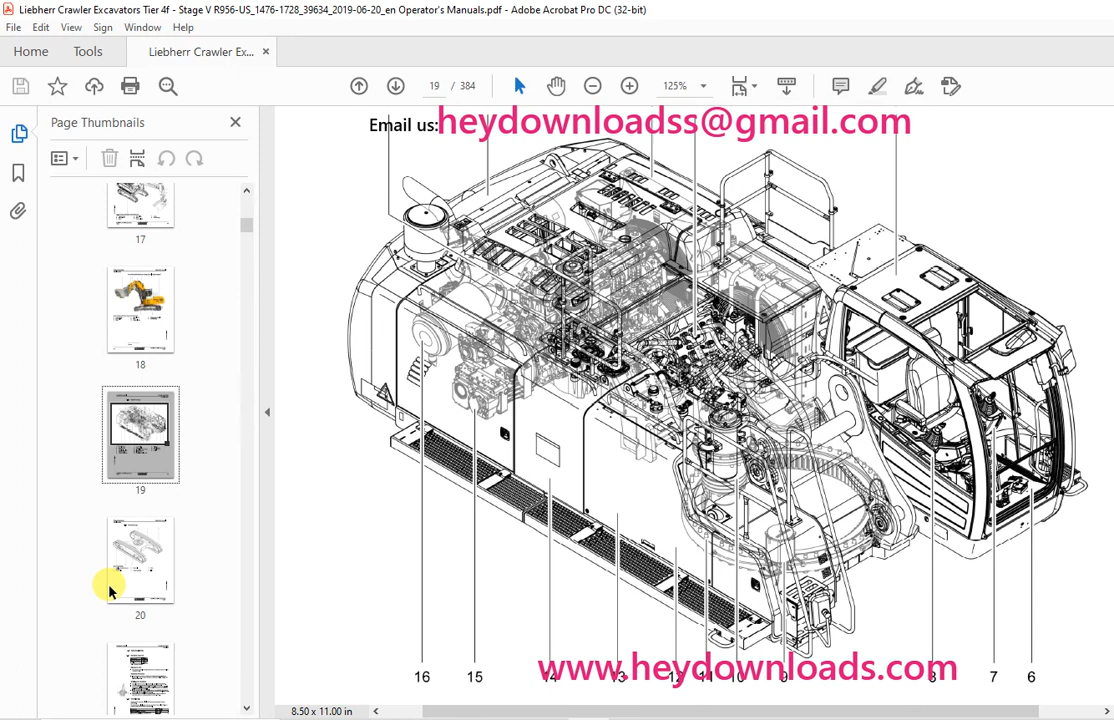 Liebherr Crawler Excavators Tier 4f - Stage V R956-US_1476-1728_39634_2019-06-20_en Operator's Manuals.pdf - Adobe Acrobat Pro DC (32-bit)
File Edit View Sign Window Help
Home Tools Liebherr Crawler Ex... ×
19 / 384 125%
Page Thumbnails
Email us: heydownloadss@gmail.com
17
18
19
20
16 15 14 13 12 11 10 9 8 7 6
www.heydownloads.com
8.50 x 11.00 in